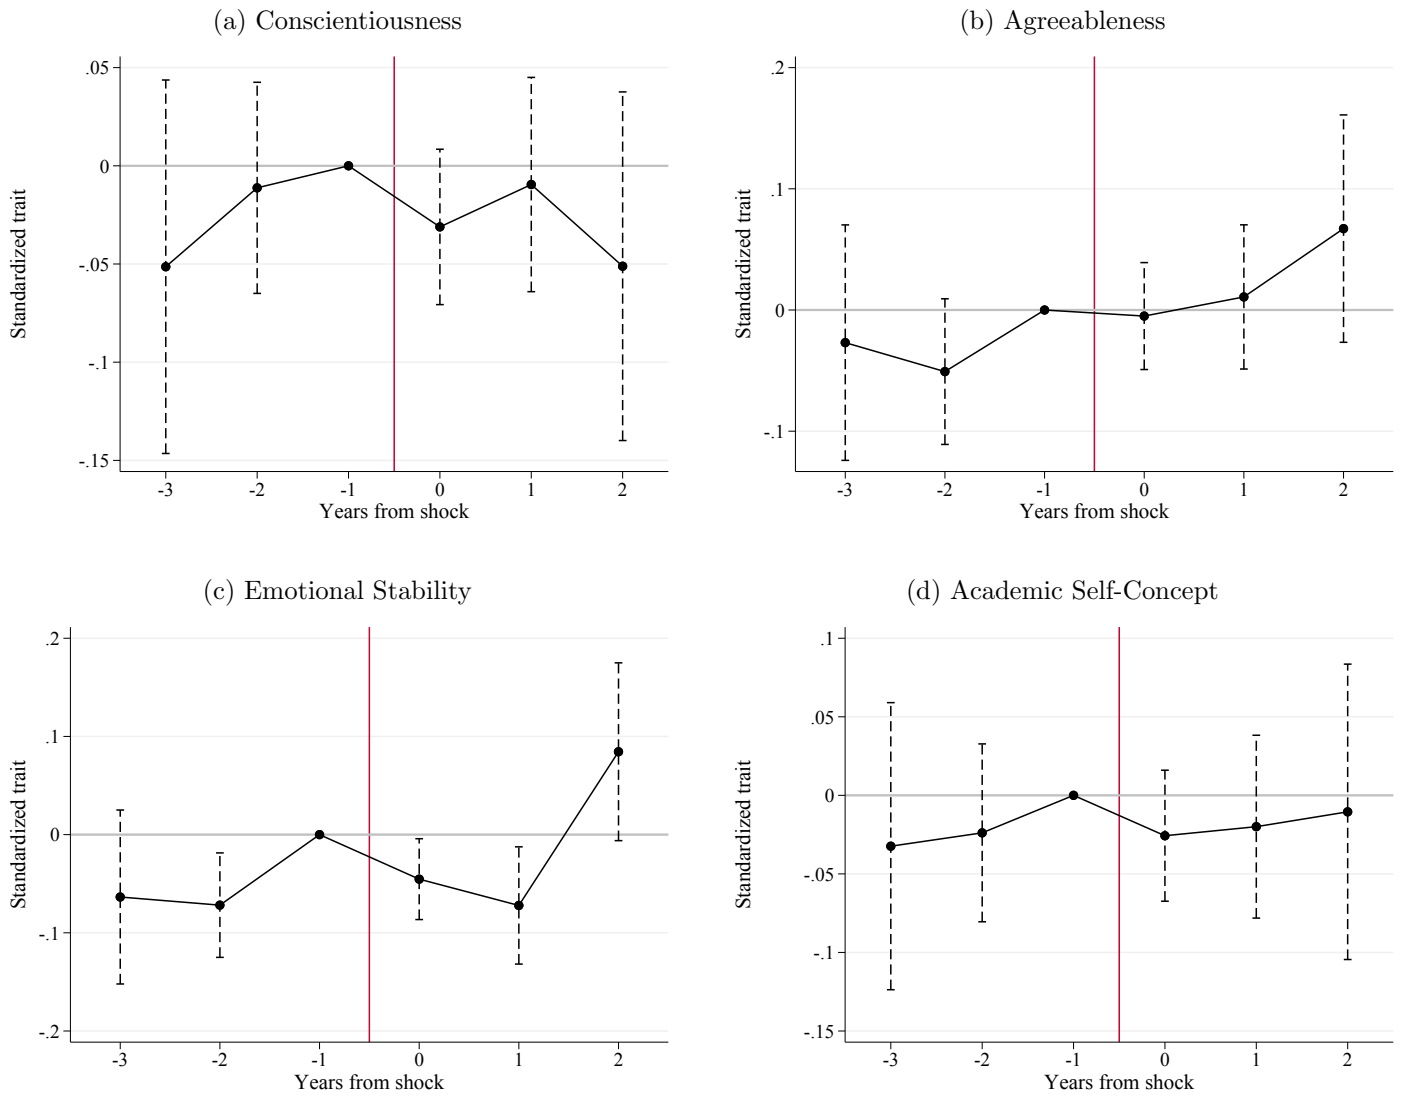 (a) Conscientiousness
.05
0
-.05
-.1
-.15
Standardized trait
-3 -2 -1 0 1 2
Years from shock
(b) Agreeableness
.2
.1
0
-.1
Standardized trait
-3 -2 -1 0 1 2
Years from shock
(c) Emotional Stability
.2
.1
0
-.1
-.2
Standardized trait
-3 -2 -1 0 1 2
Years from shock
(d) Academic Self-Concept
.1
.05
0
-.05
-.1
-.15
Standardized trait
-3 -2 -1 0 1 2
Years from shock